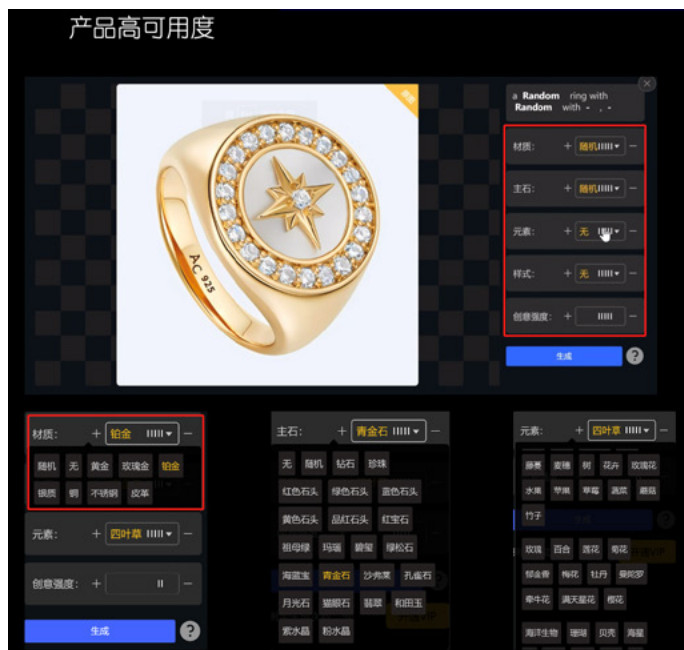 产品高可用度
a Random ring with
Random with - , -
材质: + 随机 −
主石: + 随机 −
元素: + 无 −
样式: + 无 −
创意强度: + −
生成
?
AC 925
材质: + 铂金 −
随机 无 黄金 玫瑰金 铂金
银质 铜 不锈钢 皮革
元素: + 四叶草 −
创意强度: + −
生成
?
主石: + 青金石 −
无 随机 钻石 珍珠
红色石头 绿色石头 蓝色石头
黄色石头 品红石头 红宝石
祖母绿 玛瑙 碧玺 绿松石
海蓝宝 青金石 沙弗莱 孔雀石
月光石 猫眼石 翡翠 和田玉
紫水晶 粉水晶
元素: + 四叶草 −
藤蔓 麦穗 树 花卉 玫瑰花
水果 苹果 草莓 蔬菜 蘑菇
竹子
生成
玫瑰 百合 莲花 菊花
郁金香 梅花 牡丹 曼陀罗
牵牛花 满天星花 樱花
海洋生物 珊瑚 贝壳 海星